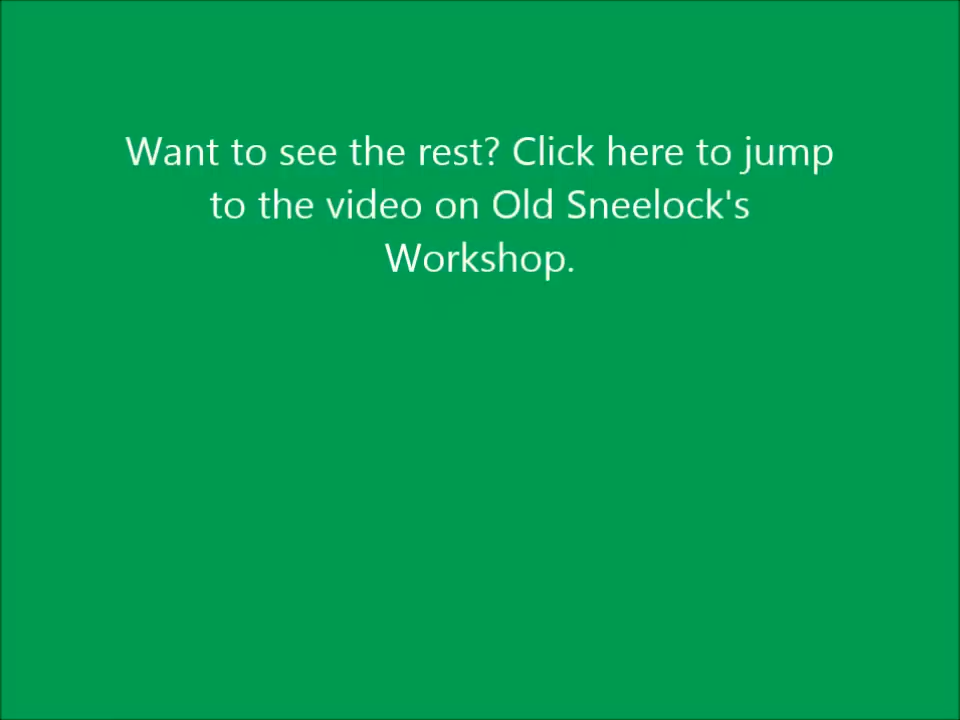 Want to see the rest? Click here to jump
to the video on Old Sneelock's
Workshop.